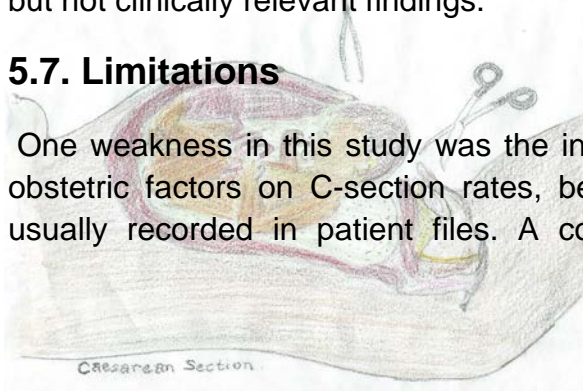 but not clinically relevant findings.
5.7. Limitations
One weakness in this study was the in
obstetric factors on C-section rates, be
usually recorded in patient files. A co
Caesarean Section